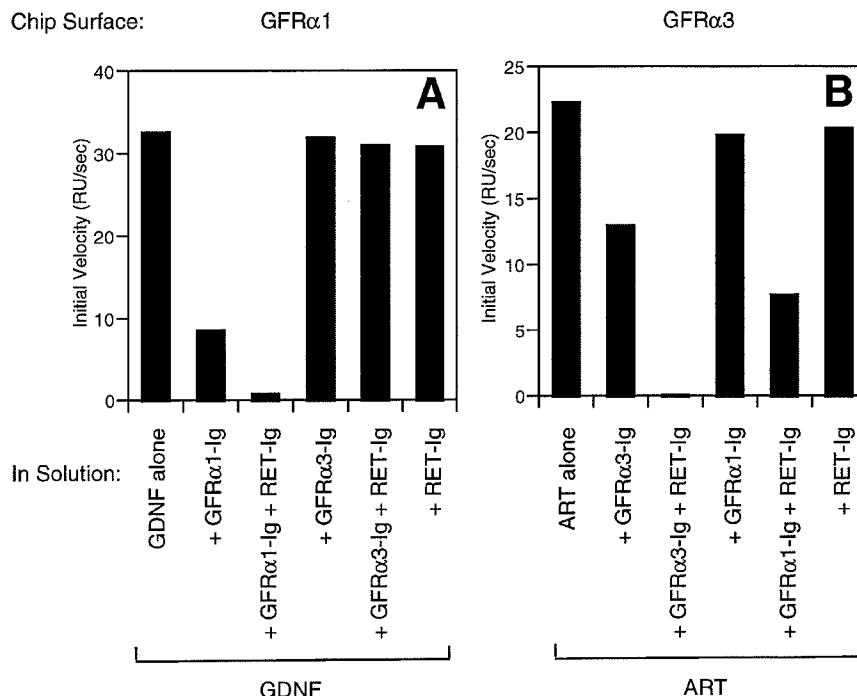 Chip Surface: GFRα1 GFRα3
A
Initial Velocity (RU/sec)
40
30
20
10
0
B
Initial Velocity (RU/sec)
25
20
15
10
5
0
In Solution:
GDNF alone
+ GFRα1-Ig
+ GFRα1-Ig + RET-Ig
+ GFRα3-Ig
+ GFRα3-Ig + RET-Ig
+ RET-Ig
ART alone
+ GFRα3-Ig
+ GFRα3-Ig + RET-Ig
+ GFRα1-Ig
+ GFRα1-Ig + RET-Ig
+ RET-Ig
GDNF ART